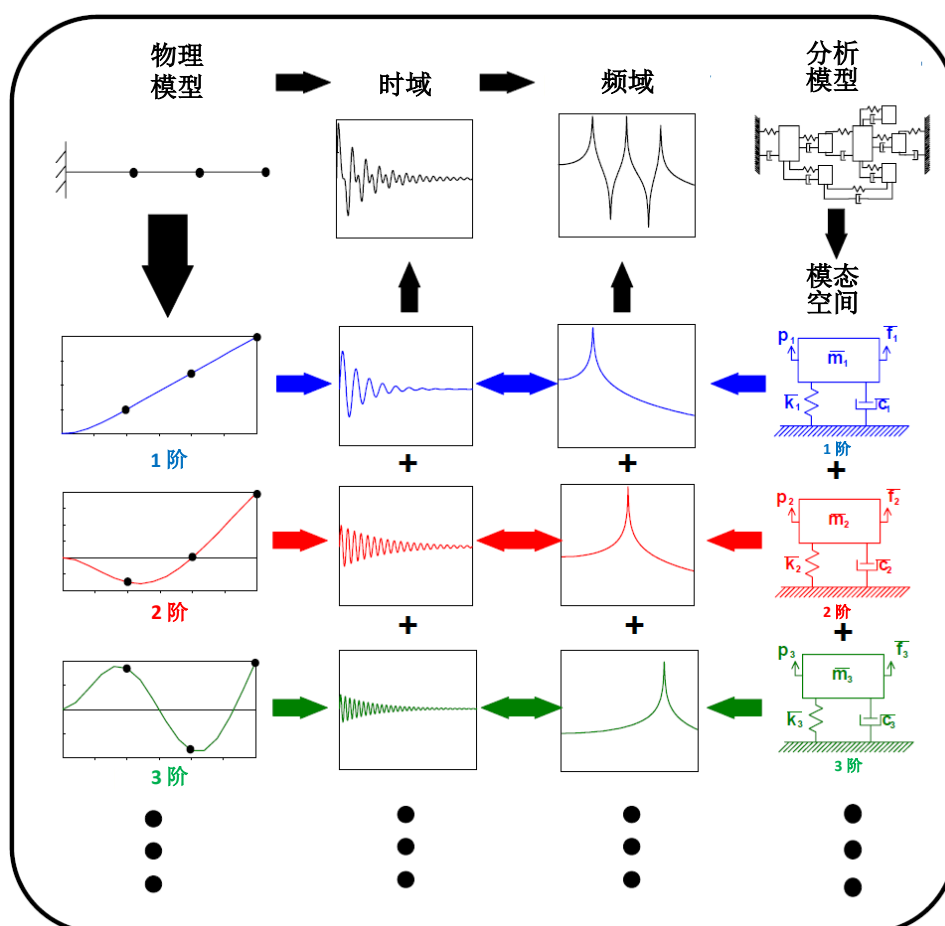 物理
模型
时域
频域
分析
模型
模态
空间
1 阶
+
+
p1
f1
m1
k1
c1
1 阶
+
2 阶
+
+
p2
f2
m2
k2
c2
2 阶
+
3 阶
p3
f3
m3
k3
c3
3 阶